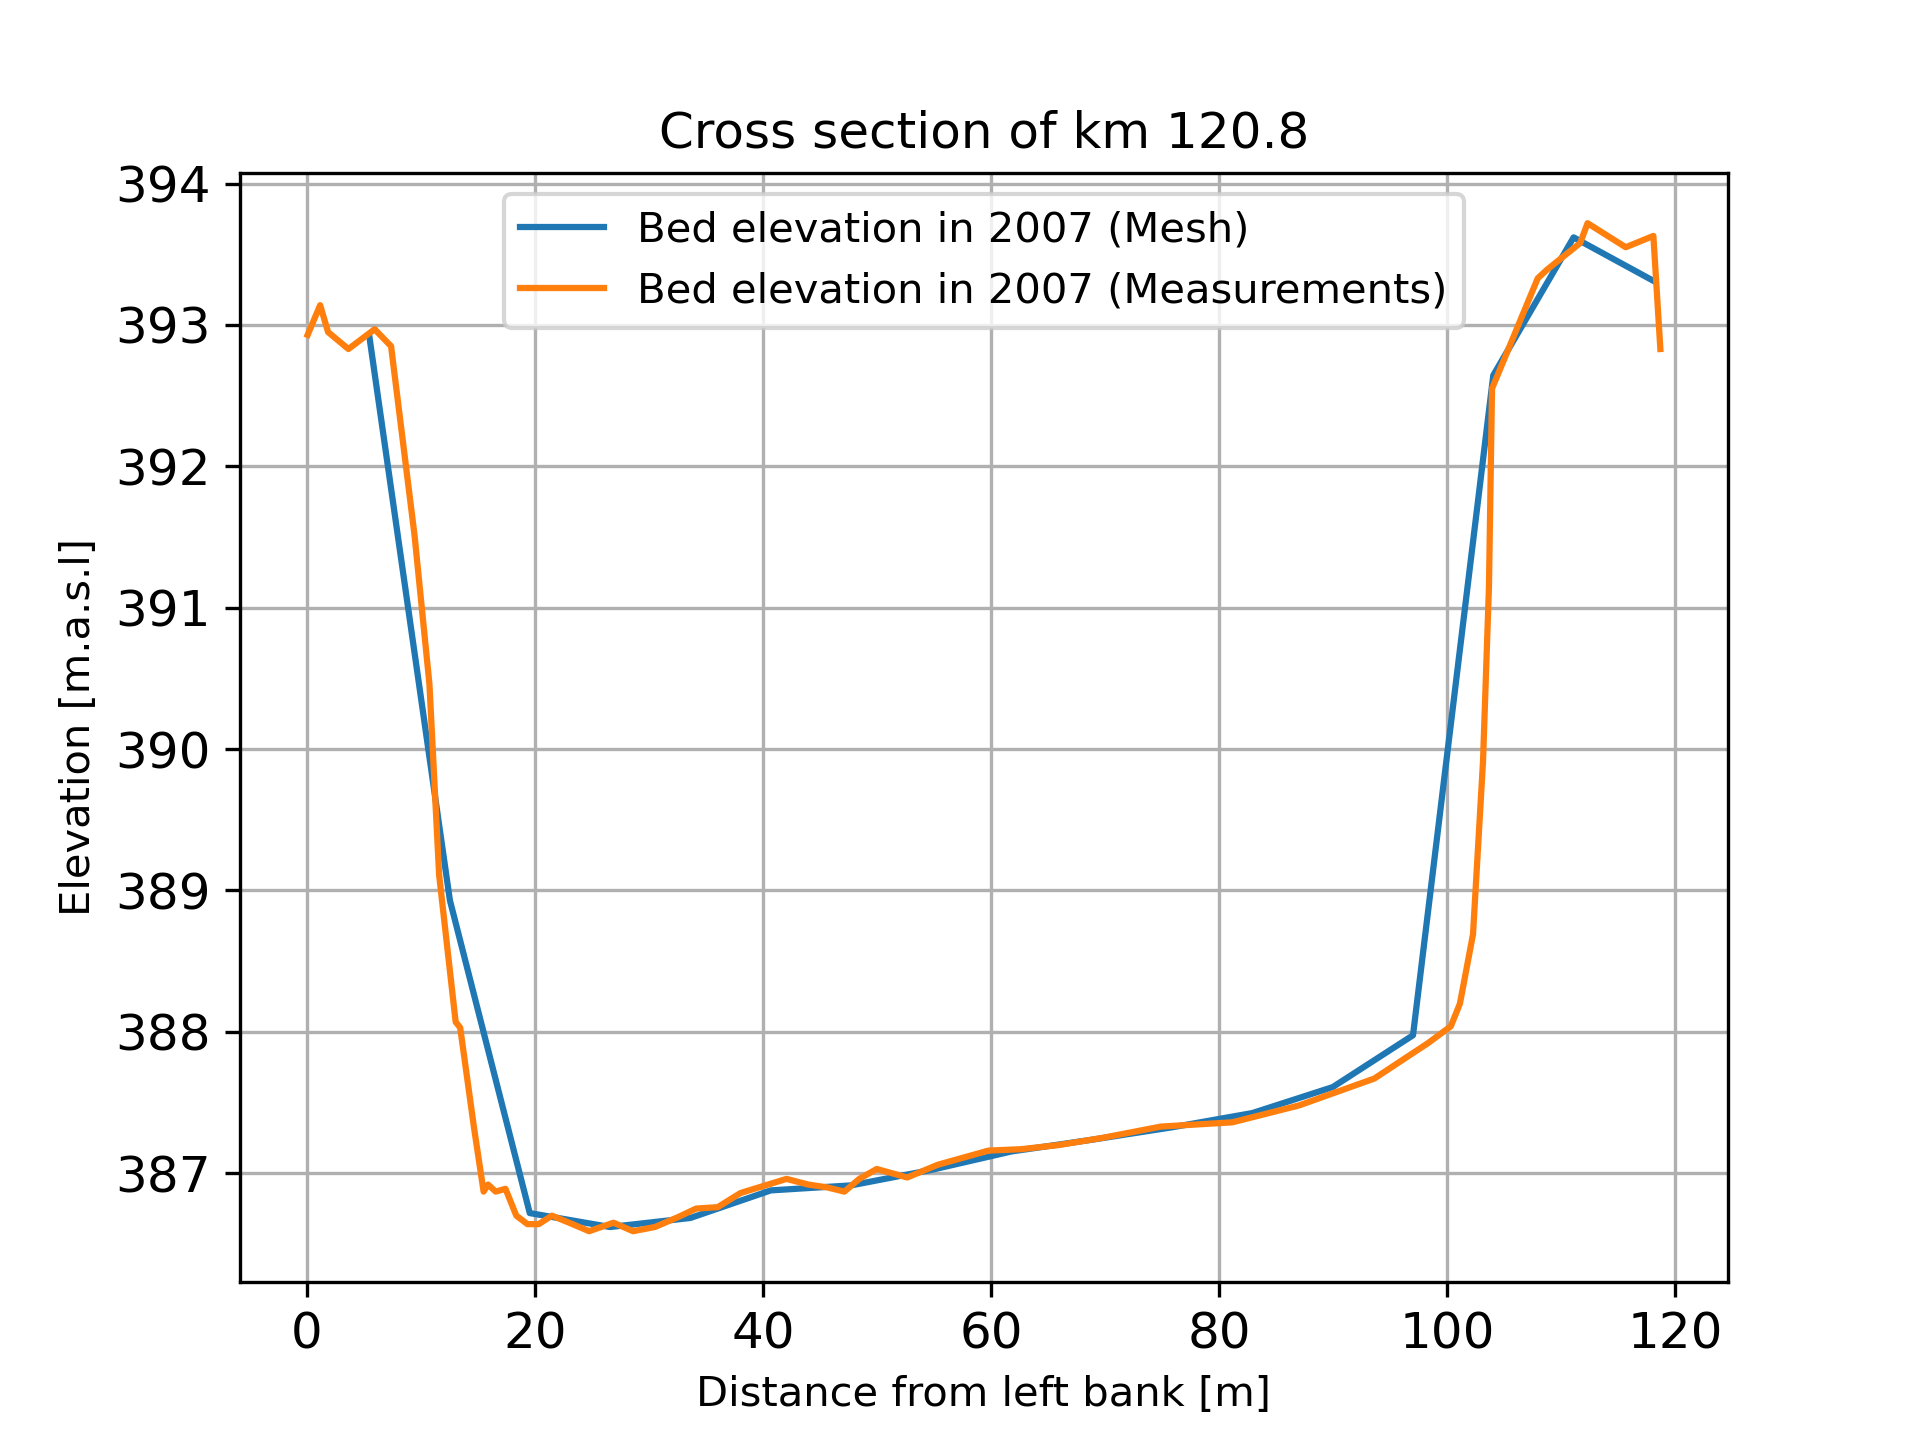 Cross section of km 120.8
Bed elevation in 2007 (Mesh)
Bed elevation in 2007 (Measurements)
Elevation [m.a.s.l]
394
393
392
391
390
389
388
387
0 20 40 60 80 100 120
Distance from left bank [m]